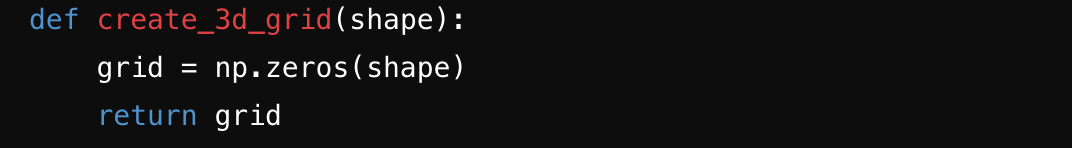 def create_3d_grid(shape):
    grid = np.zeros(shape)
    return grid